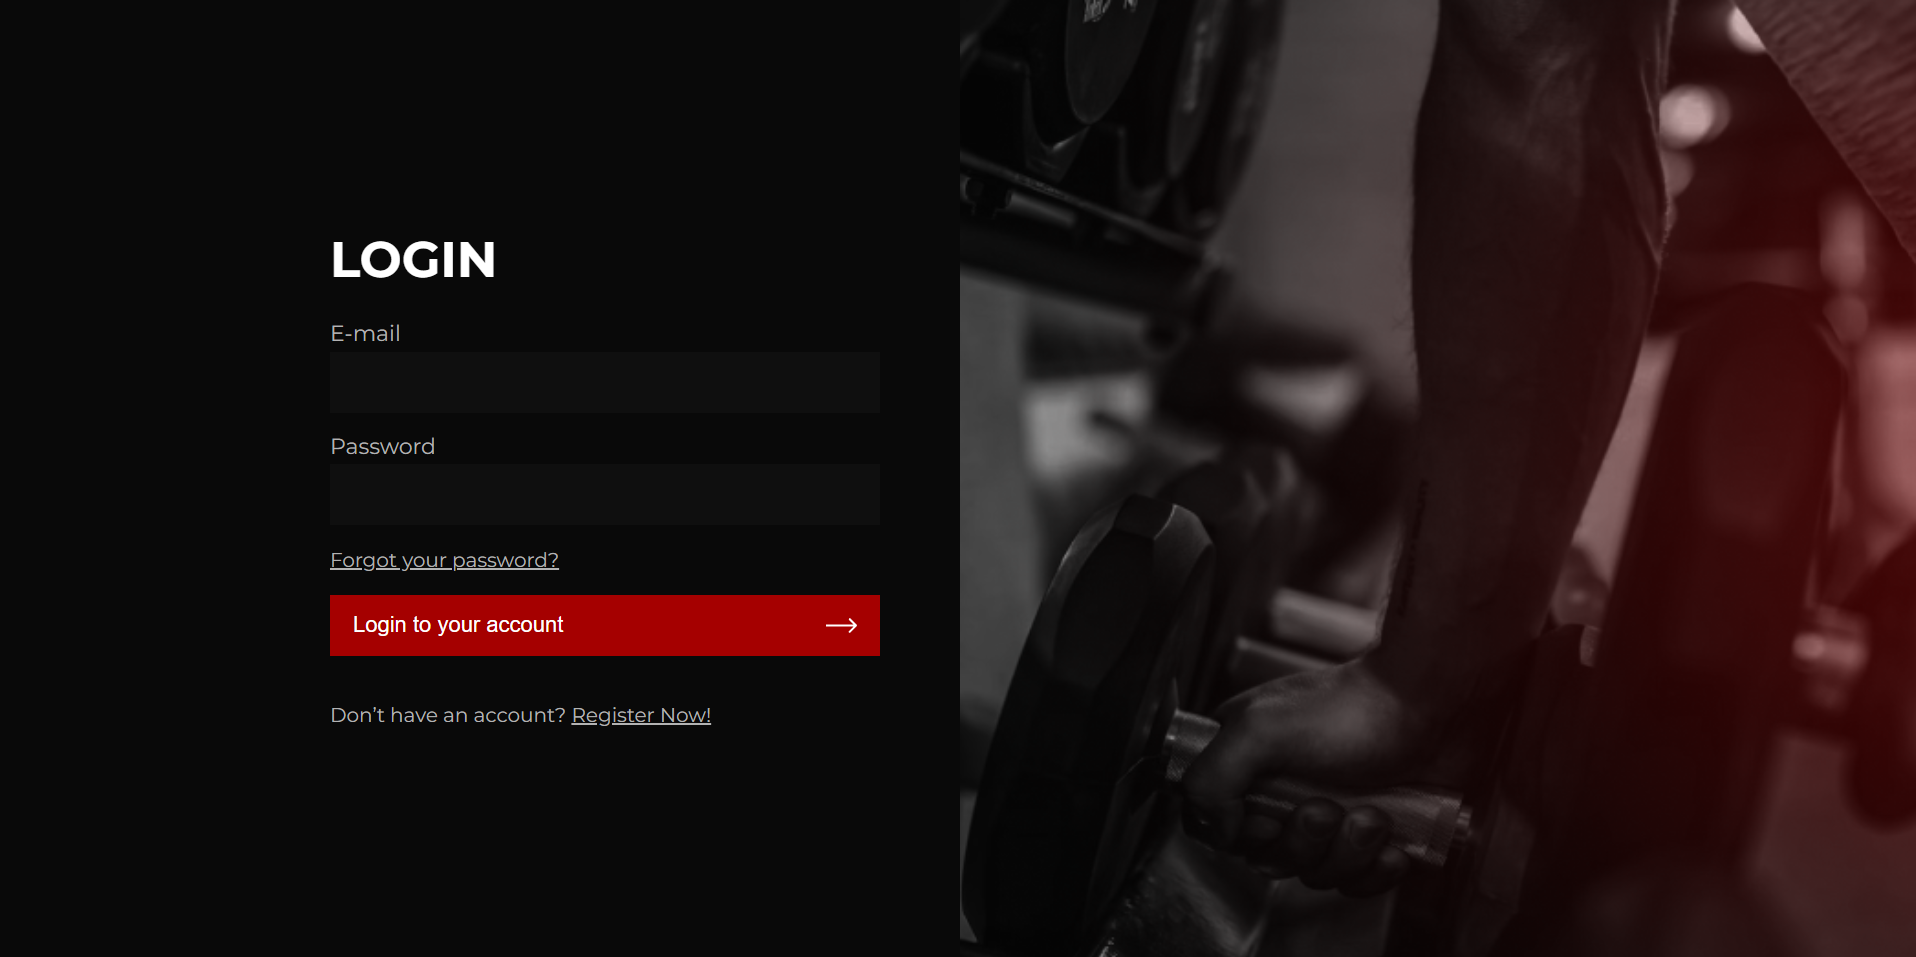 LOGIN
E-mail
Password
Forgot your password?
Login to your account
Don’t have an account? Register Now!